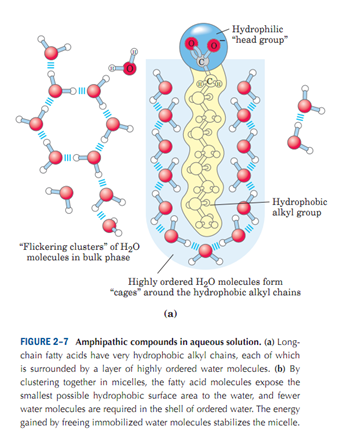 Hydrophilic
"head group"
O
H
O
O
H
C
H
C
H
Hydrophobic
alkyl group
"Flickering clusters" of H₂O
molecules in bulk phase
Highly ordered H₂O molecules form
"cages" around the hydrophobic alkyl chains
(a)
FIGURE 2–7 Amphipathic compounds in aqueous solution. (a) Long-
chain fatty acids have very hydrophobic alkyl chains, each of which
is surrounded by a layer of highly ordered water molecules. (b) By
clustering together in micelles, the fatty acid molecules expose the
smallest possible hydrophobic surface area to the water, and fewer
water molecules are required in the shell of ordered water. The energy
gained by freeing immobilized water molecules stabilizes the micelle.